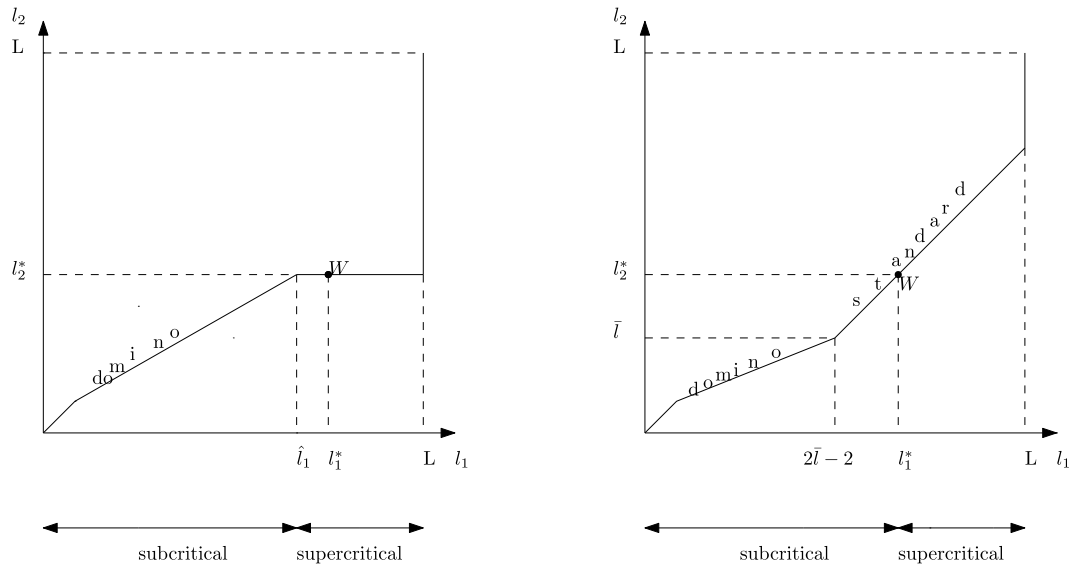 l₂
L
l₂*
domino
W
l̂₁
l₁*
L
l₁
subcritical
supercritical
l₂
L
l₂*
l̄
domino
standard
W
2l̄ − 2
l₁*
L
l₁
subcritical
supercritical